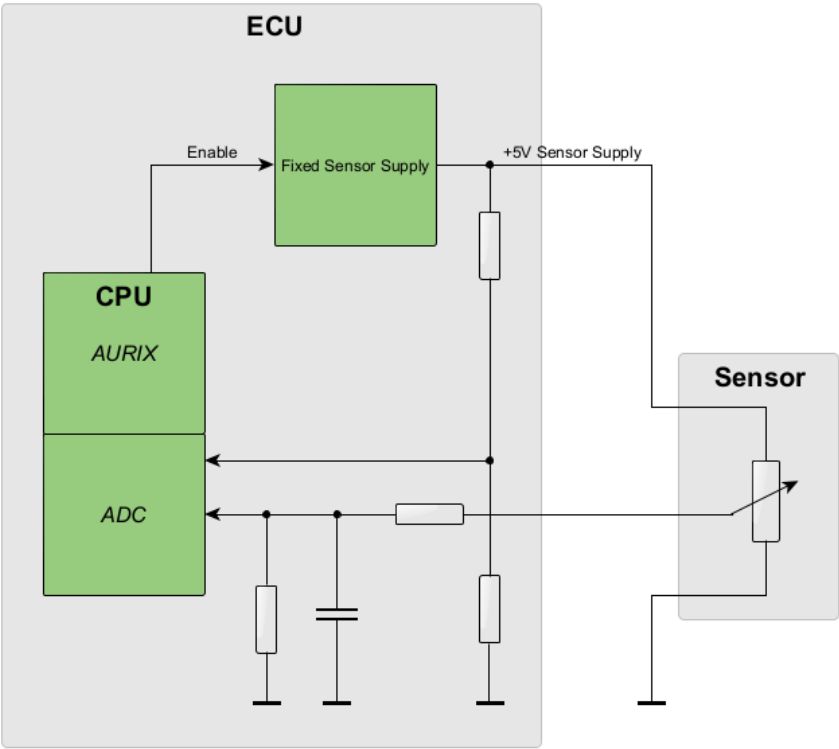 ECU
Enable
Fixed Sensor Supply
+5V Sensor Supply
CPU
AURIX
Sensor
ADC